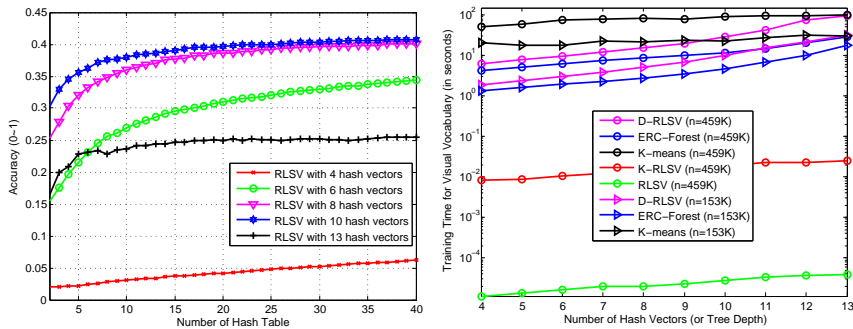 0.45
0.4
0.35
0.3
0.25
0.2
0.15
0.1
0.05
0
Accuracy (0-1)
RLSV with 4 hash vectors
RLSV with 6 hash vectors
RLSV with 8 hash vectors
RLSV with 10 hash vectors
RLSV with 13 hash vectors
5 10 15 20 25 30 35 40
Number of Hash Table
Training Time for Visual Vocabulary (in seconds)
10^2
10^1
10^0
10^-1
10^-2
10^-3
10^-4
10^-5
D-RLSV (n=459K)
ERC-Forest (n=459K)
K-means (n=459K)
K-RLSV (n=459K)
RLSV (n=459K)
D-RLSV (n=153K)
ERC-Forest (n=153K)
K-means (n=153K)
4 5 6 7 8 9 10 11 12 13
Number of Hash Vectors (or Tree Depth)